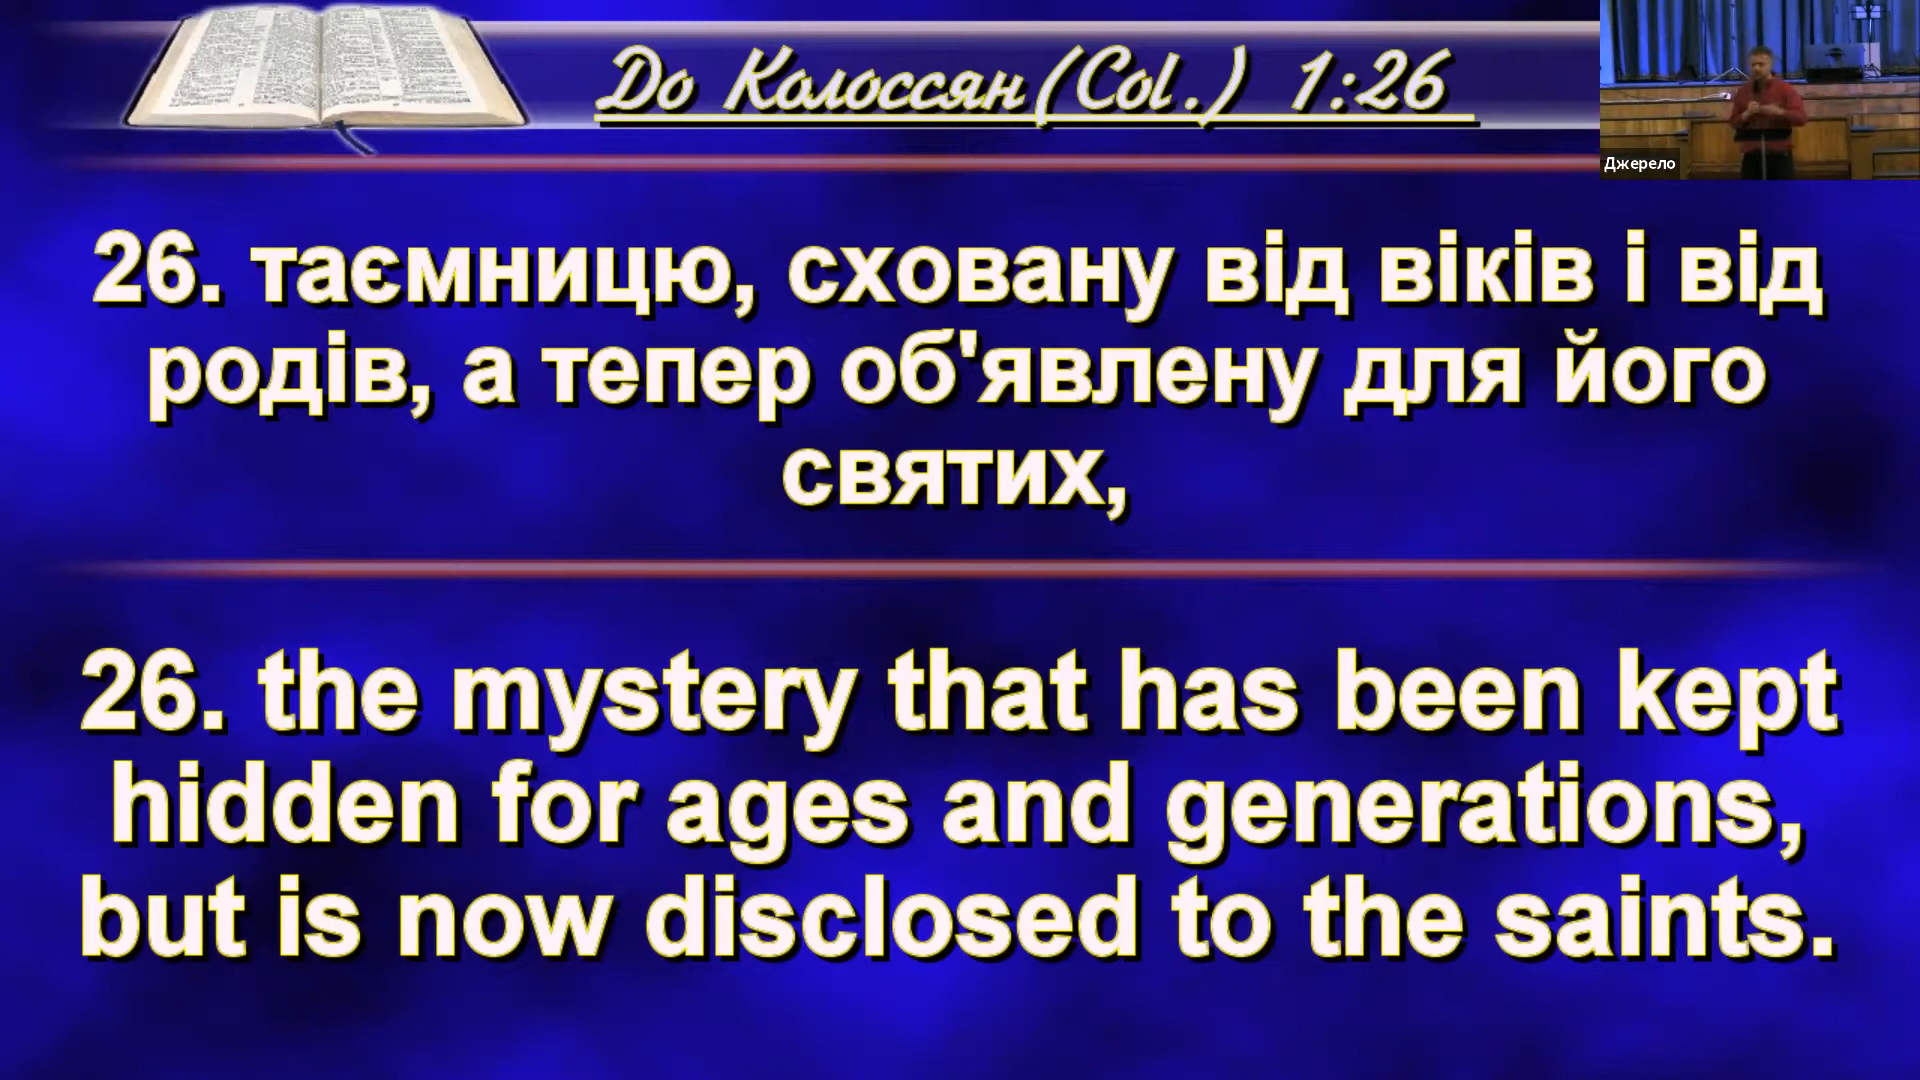 До Колоссян(Col.) 1:26
Джерело
26. таємницю, сховану від віків і від
родів, а тепер об'явлену для його
святих,
26. the mystery that has been kept
hidden for ages and generations,
but is now disclosed to the saints.